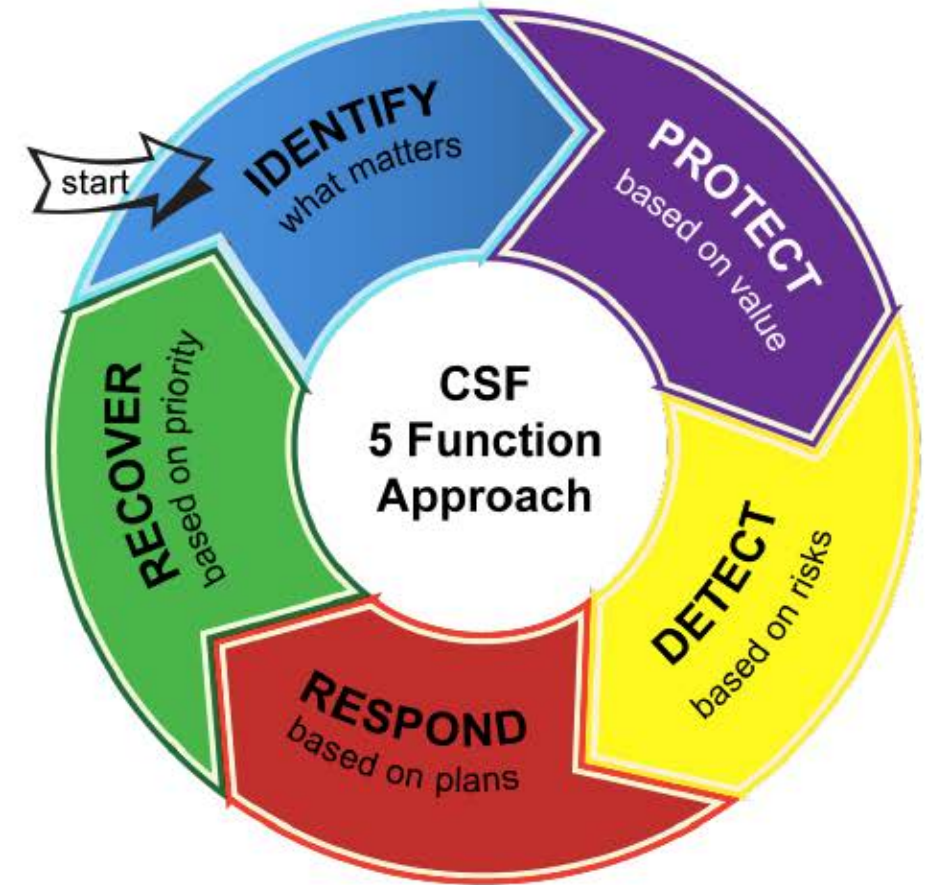 start
IDENTIFY
what matters
PROTECT
based on value
DETECT
based on risks
RESPOND
based on plans
RECOVER
based on priority
CSF
5 Function
Approach